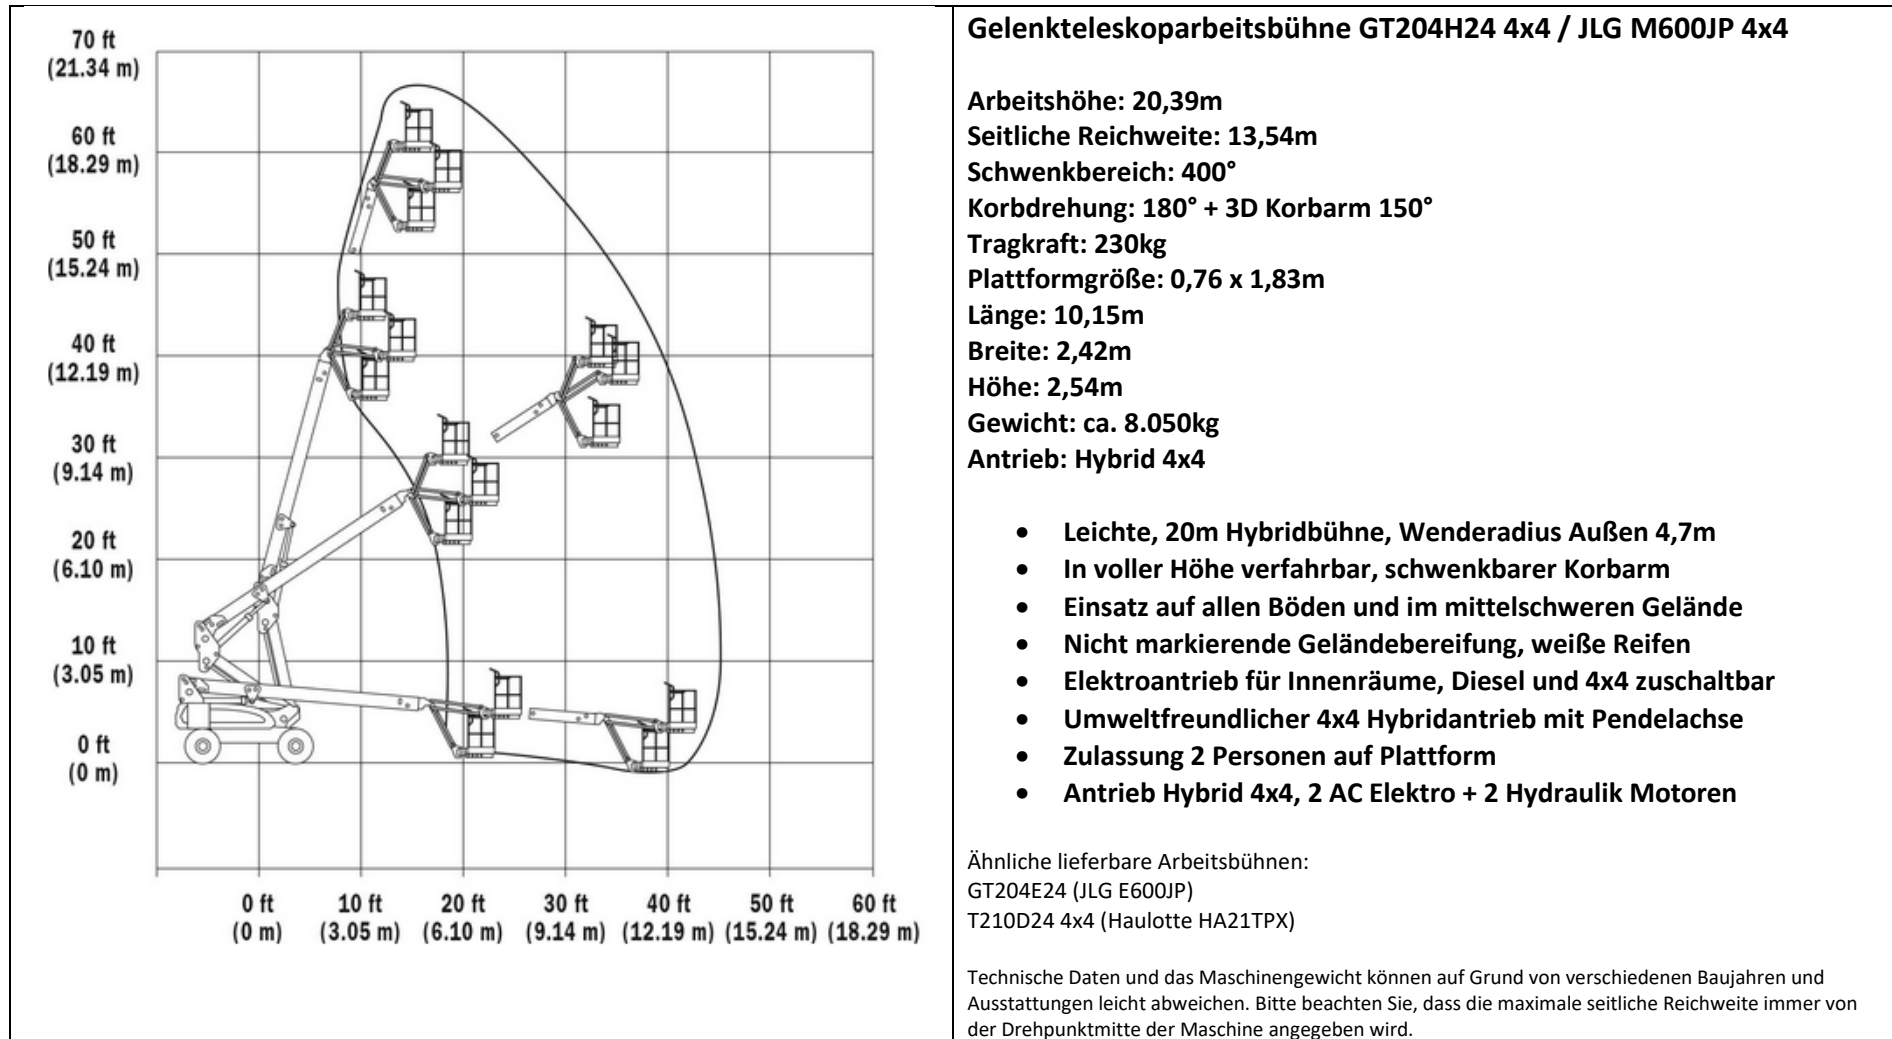 70 ft
(21.34 m)
60 ft
(18.29 m)
50 ft
(15.24 m)
40 ft
(12.19 m)
30 ft
(9.14 m)
20 ft
(6.10 m)
10 ft
(3.05 m)
0 ft
(0 m)
0 ft 10 ft 20 ft 30 ft 40 ft 50 ft 60 ft
(0 m) (3.05 m) (6.10 m) (9.14 m) (12.19 m) (15.24 m) (18.29 m)
Gelenkteleskoparbeitsbühne GT204H24 4x4 / JLG M600JP 4x4
Arbeitshöhe: 20,39m
Seitliche Reichweite: 13,54m
Schwenkbereich: 400°
Korbdrehung: 180° + 3D Korbarm 150°
Tragkraft: 230kg
Plattformgröße: 0,76 x 1,83m
Länge: 10,15m
Breite: 2,42m
Höhe: 2,54m
Gewicht: ca. 8.050kg
Antrieb: Hybrid 4x4
• Leichte, 20m Hybridbühne, Wenderadius Außen 4,7m
• In voller Höhe verfahrbar, schwenkbarer Korbarm
• Einsatz auf allen Böden und im mittelschweren Gelände
• Nicht markierende Geländebereifung, weiße Reifen
• Elektroantrieb für Innenräume, Diesel und 4x4 zuschaltbar
• Umweltfreundlicher 4x4 Hybridantrieb mit Pendelachse
• Zulassung 2 Personen auf Plattform
• Antrieb Hybrid 4x4, 2 AC Elektro + 2 Hydraulik Motoren
Ähnliche lieferbare Arbeitsbühnen:
GT204E24 (JLG E600JP)
T210D24 4x4 (Haulotte HA21TPX)
Technische Daten und das Maschinengewicht können auf Grund von verschiedenen Baujahren und
Ausstattungen leicht abweichen. Bitte beachten Sie, dass die maximale seitliche Reichweite immer von
der Drehpunktmitte der Maschine angegeben wird.